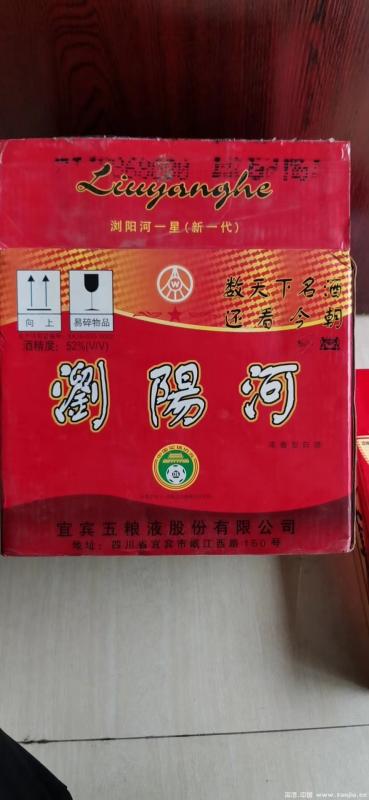 Liuyanghe
浏阳河一星(新一代)
数天下名酒
还看今朝
向上
易碎物品
酒精度: 52%(V/V)
瀏陽河
浓香型白酒
宜宾五粮液股份有限公司
地址: 四川省宜宾市岷江西路150号